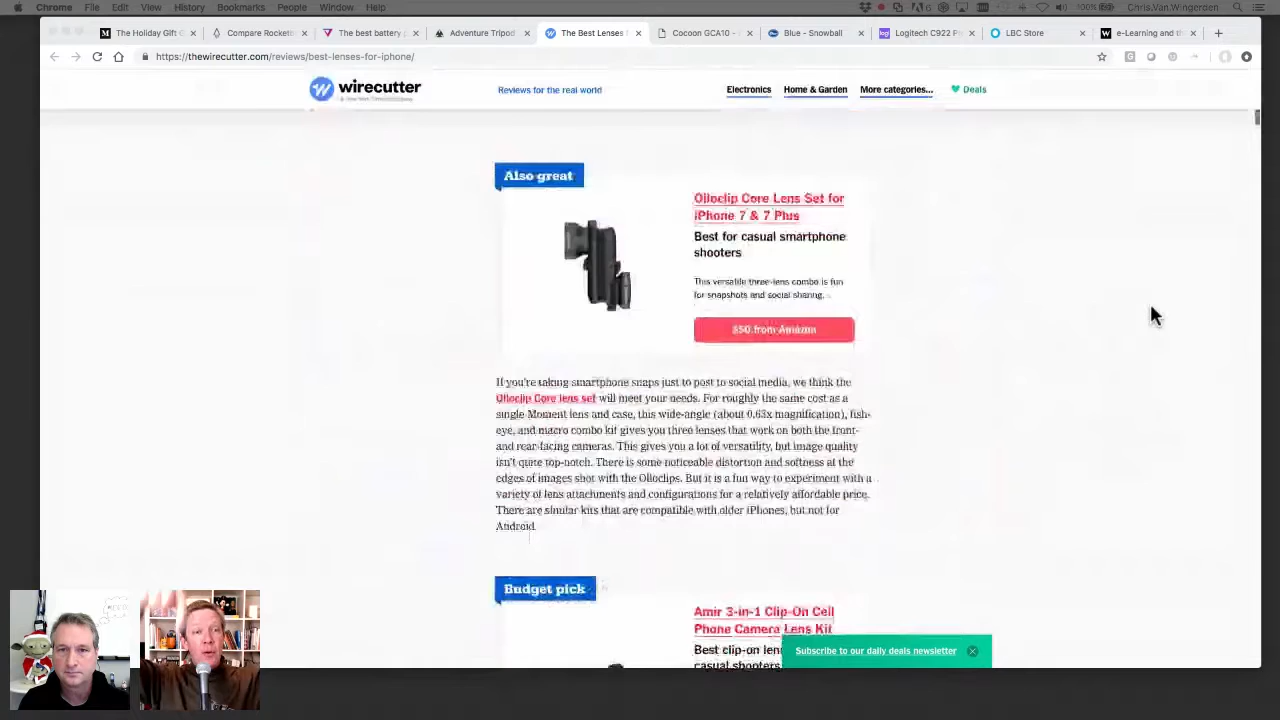 Chrome File Edit View History Bookmarks People Window Help
100% Chris.Van.Wingerden
The Holiday Gift G
Compare Rocket
The best battery
Adventure Tripod
The Best Lenses
Cocoon GCA10 -
Blue - Snowball
Logitech C922 P
LBC Store
e-Learning and th
https://thewirecutter.com/reviews/best-lenses-for-iphone/
wirecutter
Reviews for the real world
Electronics Home & Garden More categories... Deals
Also great
Olloclip Core Lens Set for
iPhone 7 & 7 Plus
Best for casual smartphone
shooters
This versatile three-lens combo is fun
for snapshots and social sharing.
$50 from Amazon
If you're taking smartphone snaps just to post to social media, we think the
Olloclip Core lens set will meet your needs. For roughly the same cost as a
single Moment lens and case, this wide-angle (about 0.63x magnification), fish-
eye, and macro combo kit gives you three lenses that work on both the front-
and rear-facing cameras. This gives you a lot of versatility, but image quality
isn't quite top-notch. There is some noticeable distortion and softness at the
edges of images shot with the Olloclips. But it is a fun way to experiment with a
variety of lens attachments and configurations for a relatively affordable price.
There are similar kits that are compatible with older iPhones, but not for
Android.
Budget pick
Amir 3-in-1 Clip-On Cell
Phone Camera Lens Kit
Best clip-on len
casual shooters
Subscribe to our daily deals newsletter